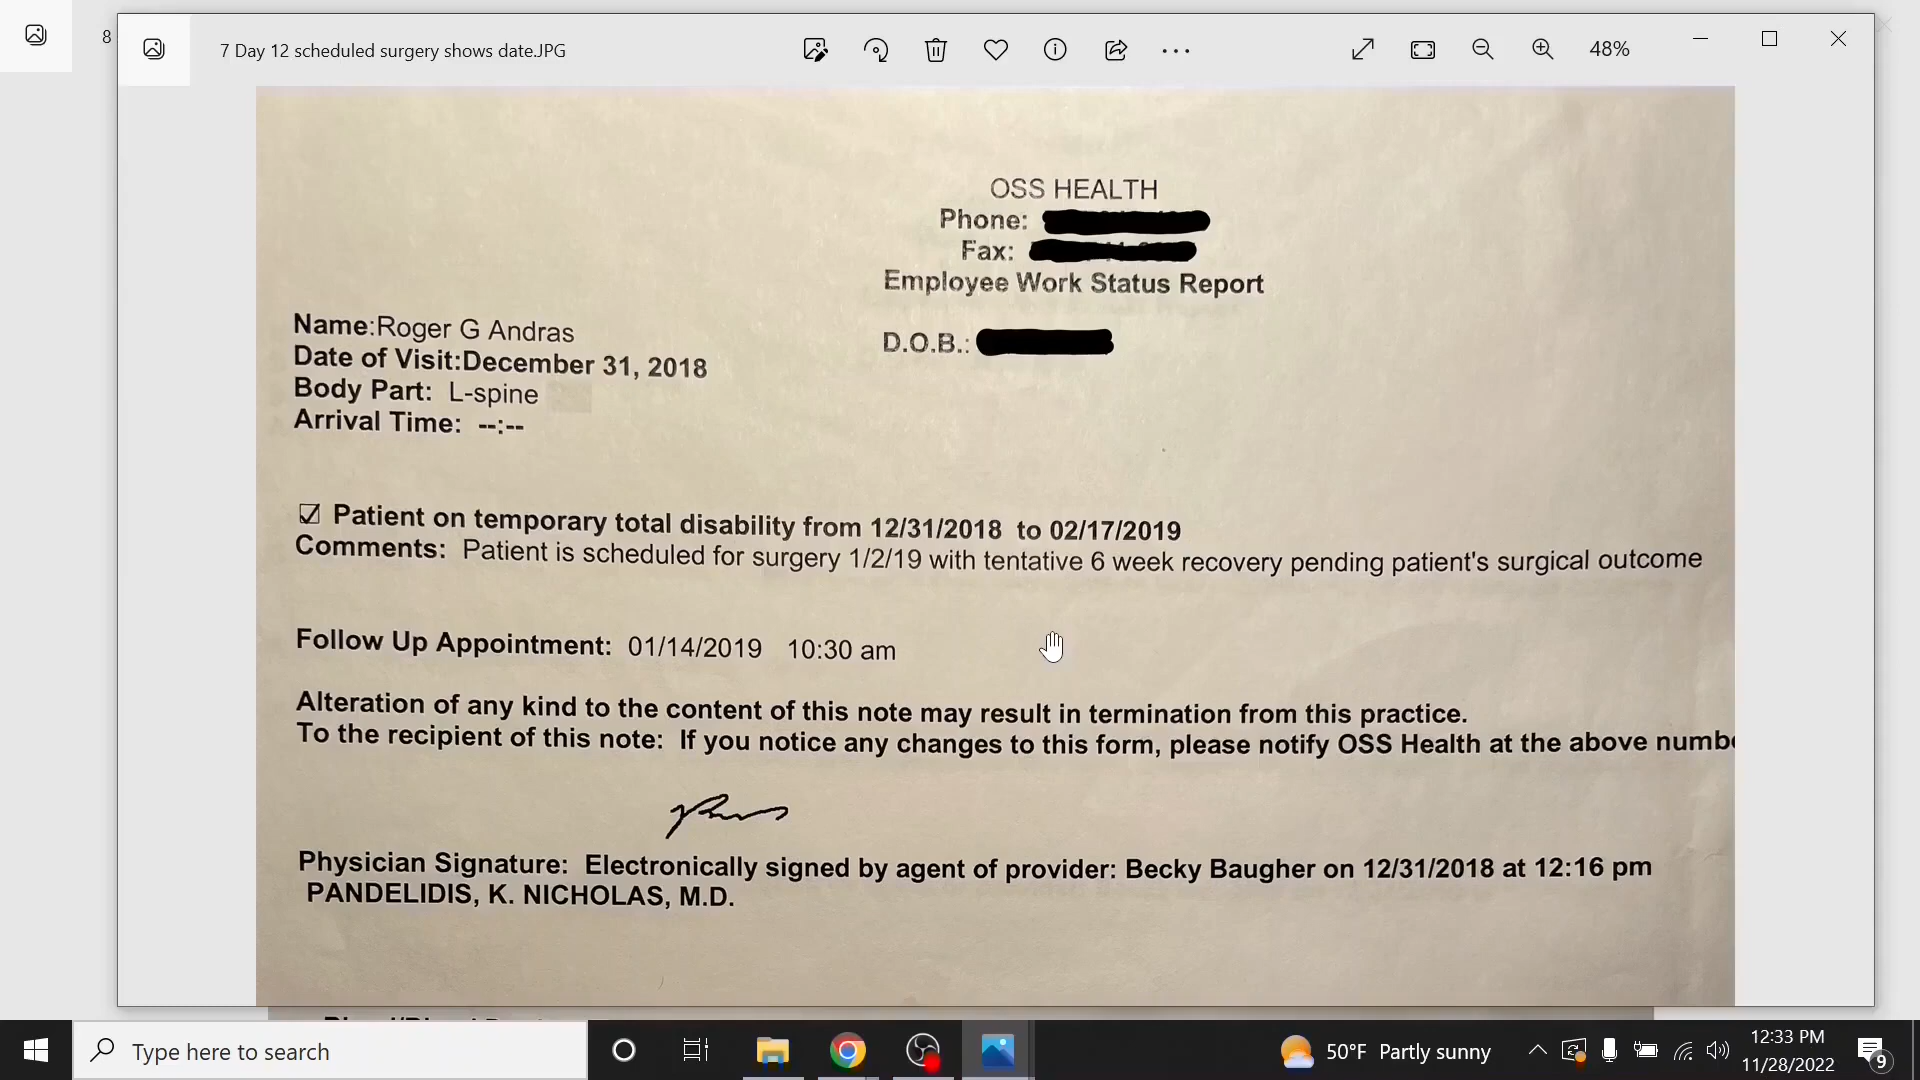 8
7 Day 12 scheduled surgery shows date.JPG
48%
OSS HEALTH
Phone:
Fax:
Employee Work Status Report
Name:Roger G Andras
D.O.B.:
Date of Visit:December 31, 2018
Body Part: L-spine
Arrival Time: --:--
Patient on temporary total disability from 12/31/2018 to 02/17/2019
Comments: Patient is scheduled for surgery 1/2/19 with tentative 6 week recovery pending patient's surgical outcome
Follow Up Appointment: 01/14/2019 10:30 am
Alteration of any kind to the content of this note may result in termination from this practice.
To the recipient of this note: If you notice any changes to this form, please notify OSS Health at the above numbe
Physician Signature: Electronically signed by agent of provider: Becky Baugher on 12/31/2018 at 12:16 pm
PANDELIDIS, K. NICHOLAS, M.D.
Type here to search
50°F Partly sunny
12:33 PM
11/28/2022
9